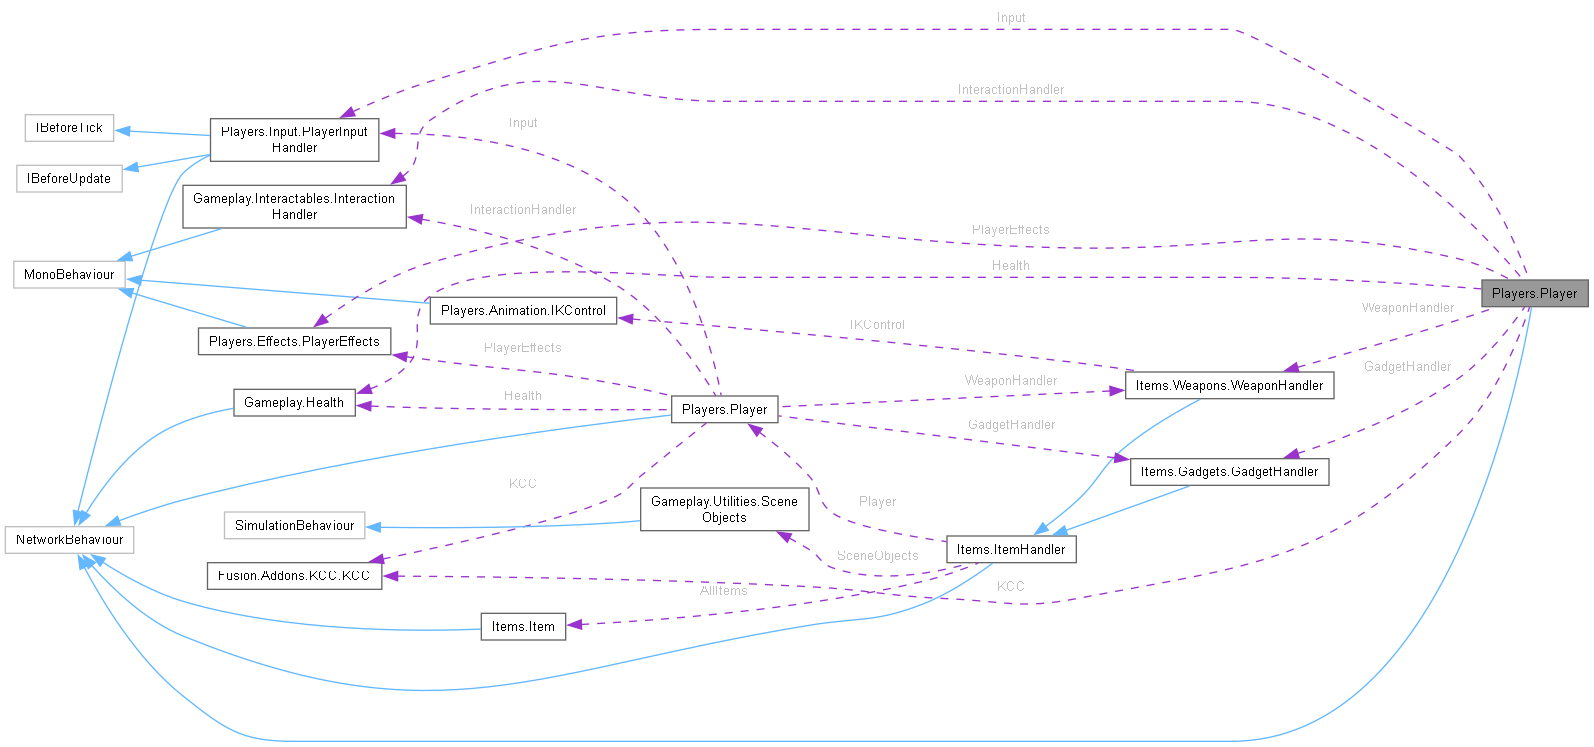 Input
InteractionHandler
IBeforeTick
Players.Input.PlayerInput
Handler
Input
IBeforeUpdate
Gameplay.Interactables.Interaction
Handler
InteractionHandler
PlayerEffects
Health
MonoBehaviour
Players.Player
Players.Animation.IKControl
WeaponHandler
IKControl
Players.Effects.PlayerEffects
PlayerEffects
GadgetHandler
WeaponHandler
Items.Weapons.WeaponHandler
Gameplay.Health
Health
Players.Player
GadgetHandler
Items.Gadgets.GadgetHandler
KCC
Gameplay.Utilities.Scene
Objects
Player
SimulationBehaviour
NetworkBehaviour
Items.ItemHandler
SceneObjects
Fusion.Addons.KCC.KCC
AllItems
KCC
Items.Item